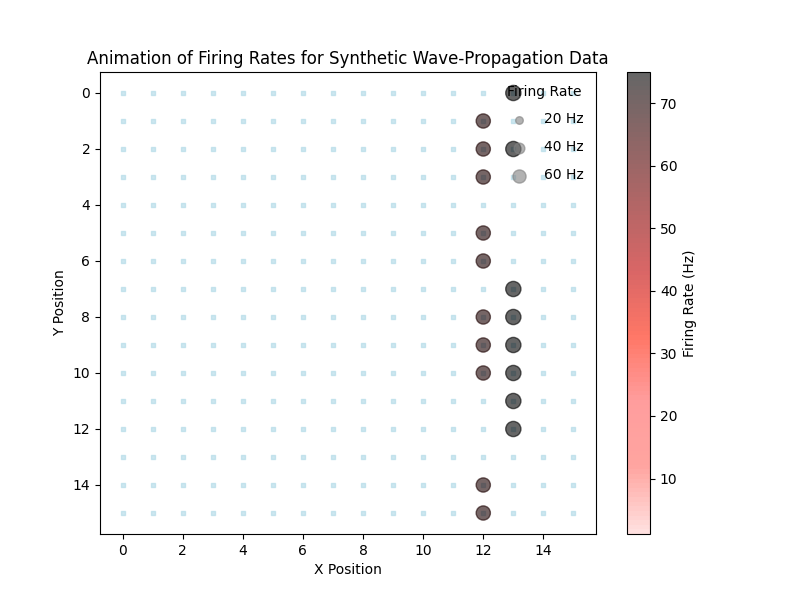 Animation of Firing Rates for Synthetic Wave-Propagation Data
Firing Rate
20 Hz
40 Hz
60 Hz
0
2
4
6
8
10
12
14
Y Position
0
2
4
6
8
10
12
14
X Position
70
60
50
40
30
20
10
Firing Rate (Hz)